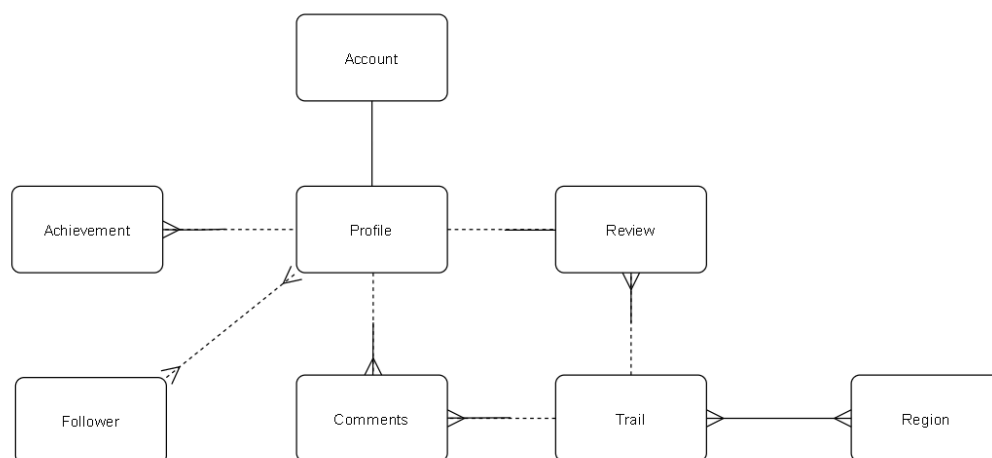 Account
Achievement
Profile
Review
Follower
Comments
Trail
Region